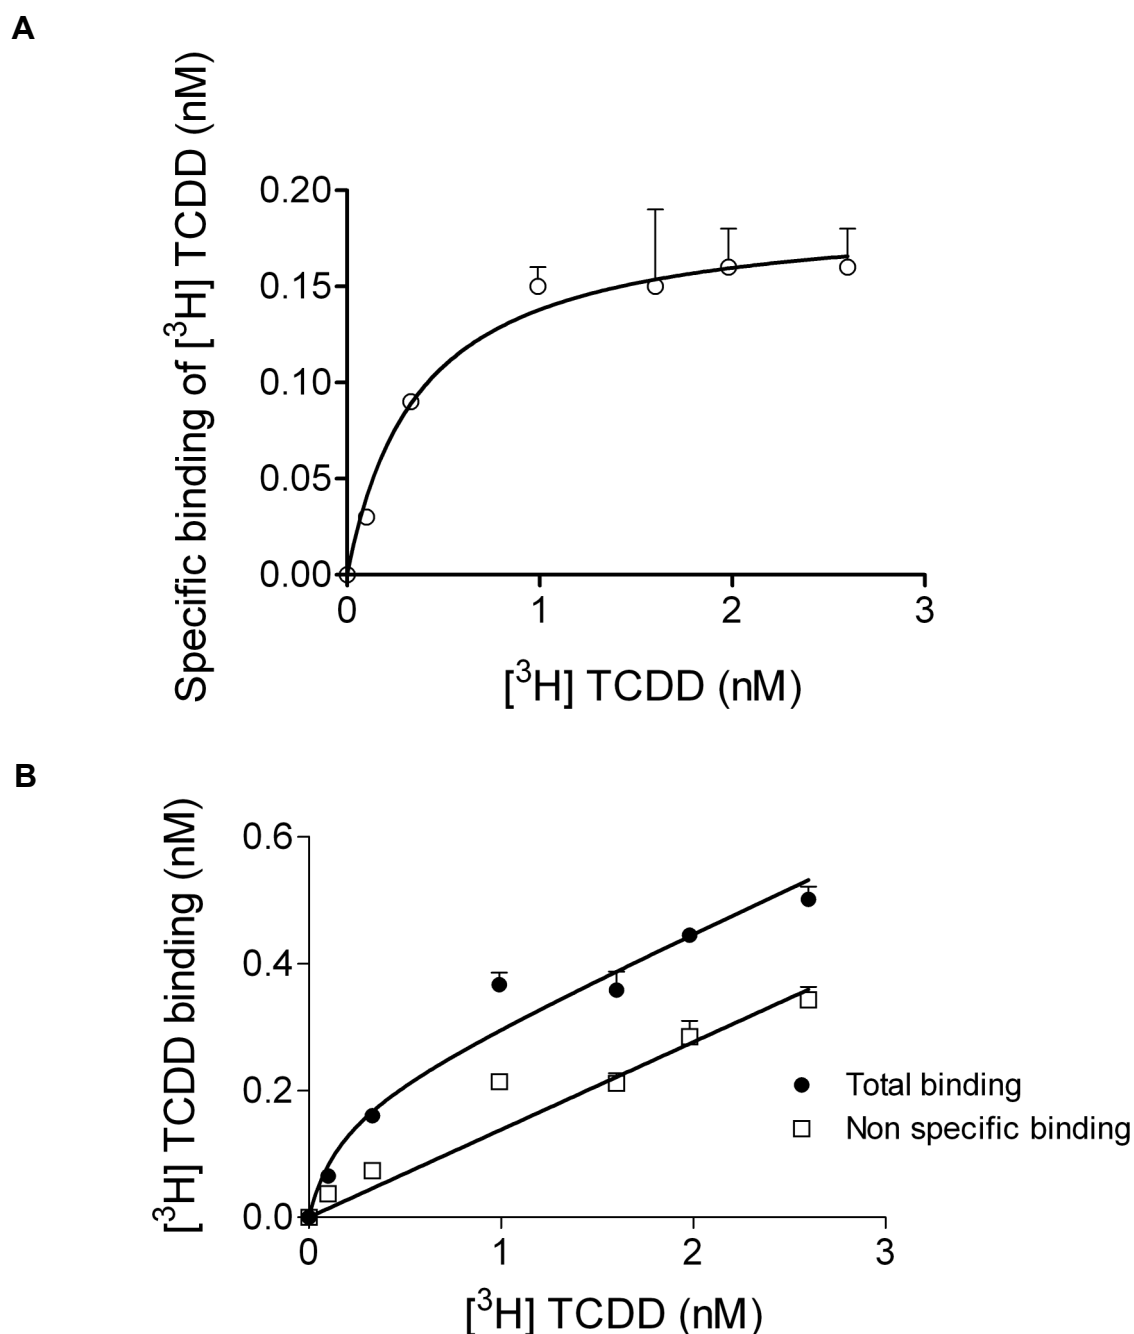 A
Specific binding of [³H] TCDD (nM)
0.20
0.15
0.10
0.05
0.00
0 1 2 3
[³H] TCDD (nM)
B
[³H] TCDD binding (nM)
0.6
0.4
0.2
0.0
0 1 2 3
[³H] TCDD (nM)
Total binding
Non specific binding